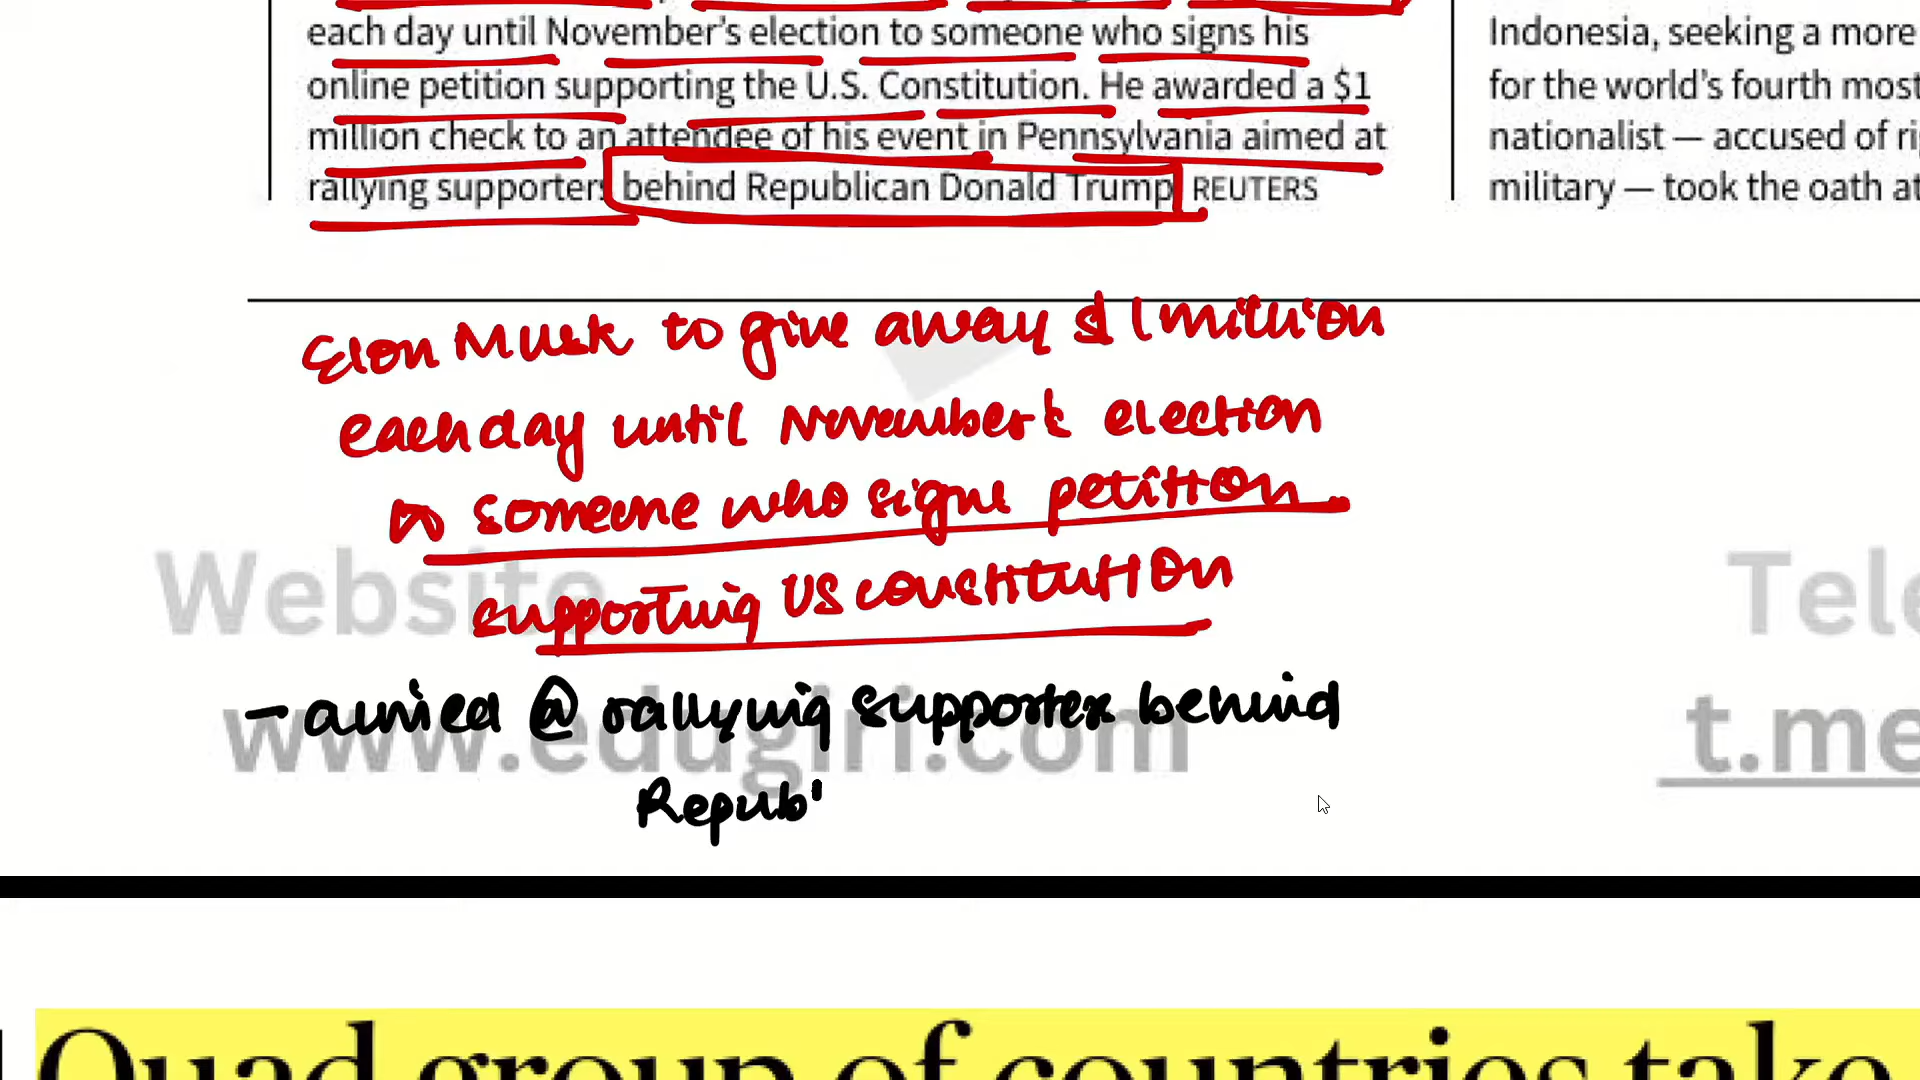 each day until November's election to someone who signs his
online petition supporting the U.S. Constitution. He awarded a $1
million check to an attendee of his event in Pennsylvania aimed at
rallying supporters behind Republican Donald Trump REUTERS
Indonesia, seeking a more
for the world's fourth most
nationalist — accused of ri
military — took the oath at
Elon Musk to give away $ 1 million
each day until November's election
to someone who signs petition
supporting US constitution
- aimed @ rallying supporters behind
Repub
Website
www.edugiri.com
Tele
t.me
Quad group of countries take